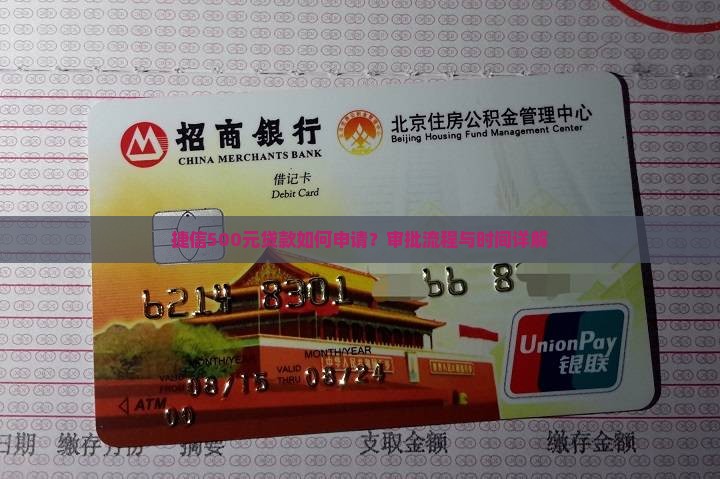 招商銀行
CHINA MERCHANTS BANK
北京住房公积金管理中心
Beijing Housing Fund Management Center
借记卡
Debit Card
捷信500元贷款如何申请？审批流程与时间详解
6214 8301 66 8
MONTH/YEAR MONTH/YEAR
VALID FROM 08/15 VALID THRU 08/24
ATM
00
UnionPay
银联
日期 缴存月份 摘要 支取金额 缴存金额